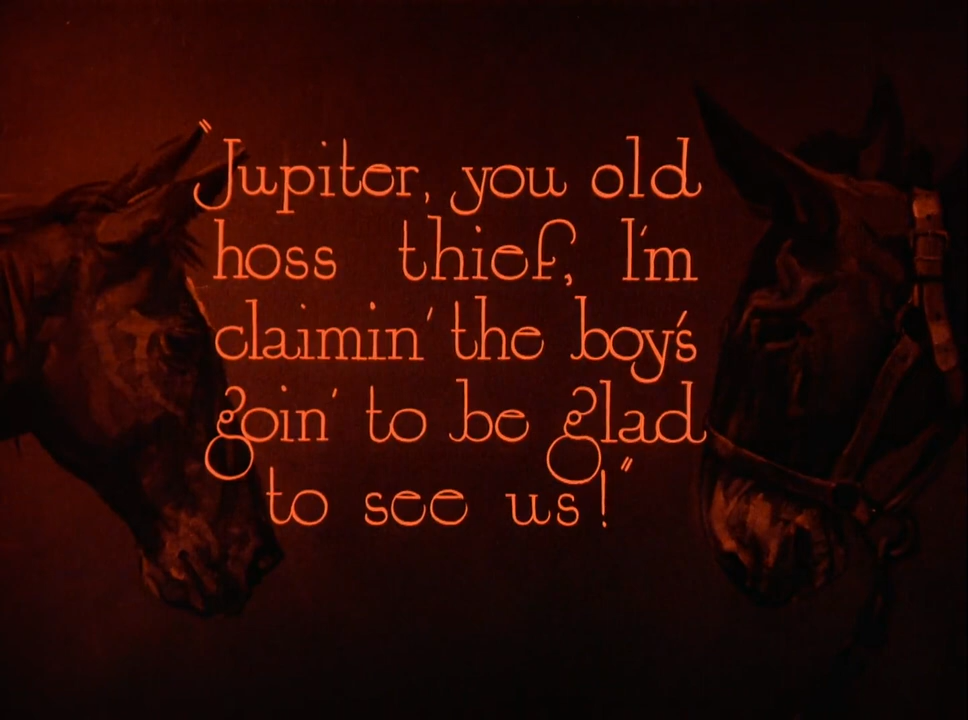 "Jupiter, you old
hoss thief, I'm
claimin' the boy's
goin' to be glad
to see us!"